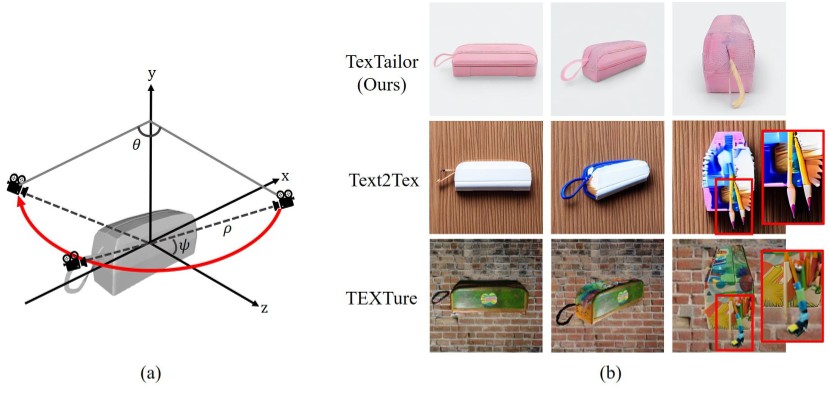 y
θ
x
ρ
ψ
z
(a)
TexTailor
(Ours)
Text2Tex
TEXTure
(b)